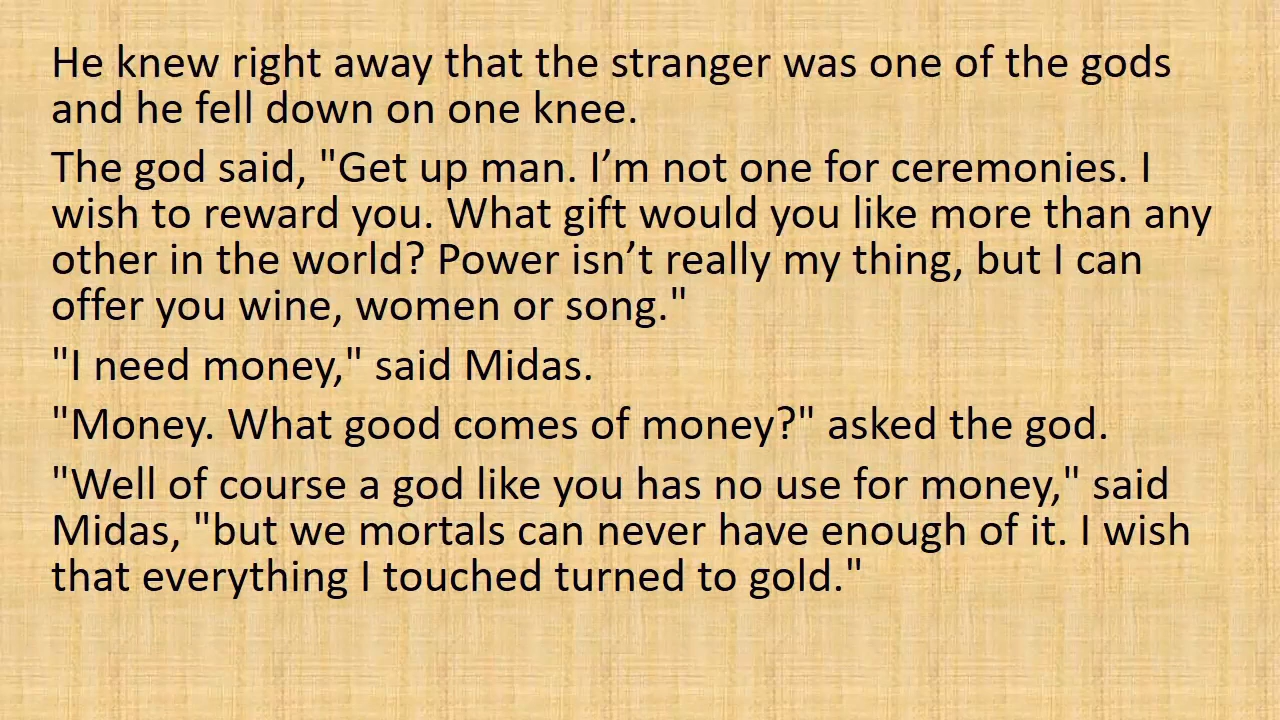 He knew right away that the stranger was one of the gods
and he fell down on one knee.
The god said, "Get up man. I’m not one for ceremonies. I
wish to reward you. What gift would you like more than any
other in the world? Power isn’t really my thing, but I can
offer you wine, women or song."
"I need money," said Midas.
"Money. What good comes of money?" asked the god.
"Well of course a god like you has no use for money," said
Midas, "but we mortals can never have enough of it. I wish
that everything I touched turned to gold."